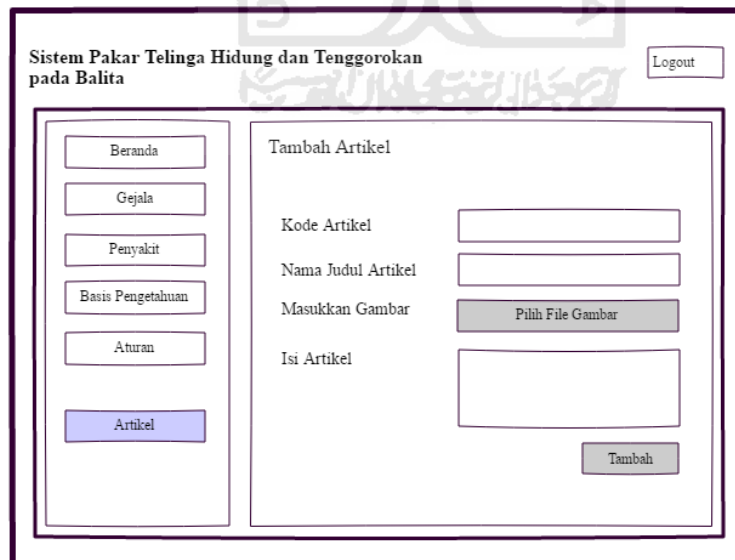 Sistem Pakar Telinga Hidung dan Tenggorokan
pada Balita
Logout
Beranda
Gejala
Penyakit
Basis Pengetahuan
Aturan
Artikel
Tambah Artikel
Kode Artikel
Nama Judul Artikel
Masukkan Gambar
Pilih File Gambar
Isi Artikel
Tambah